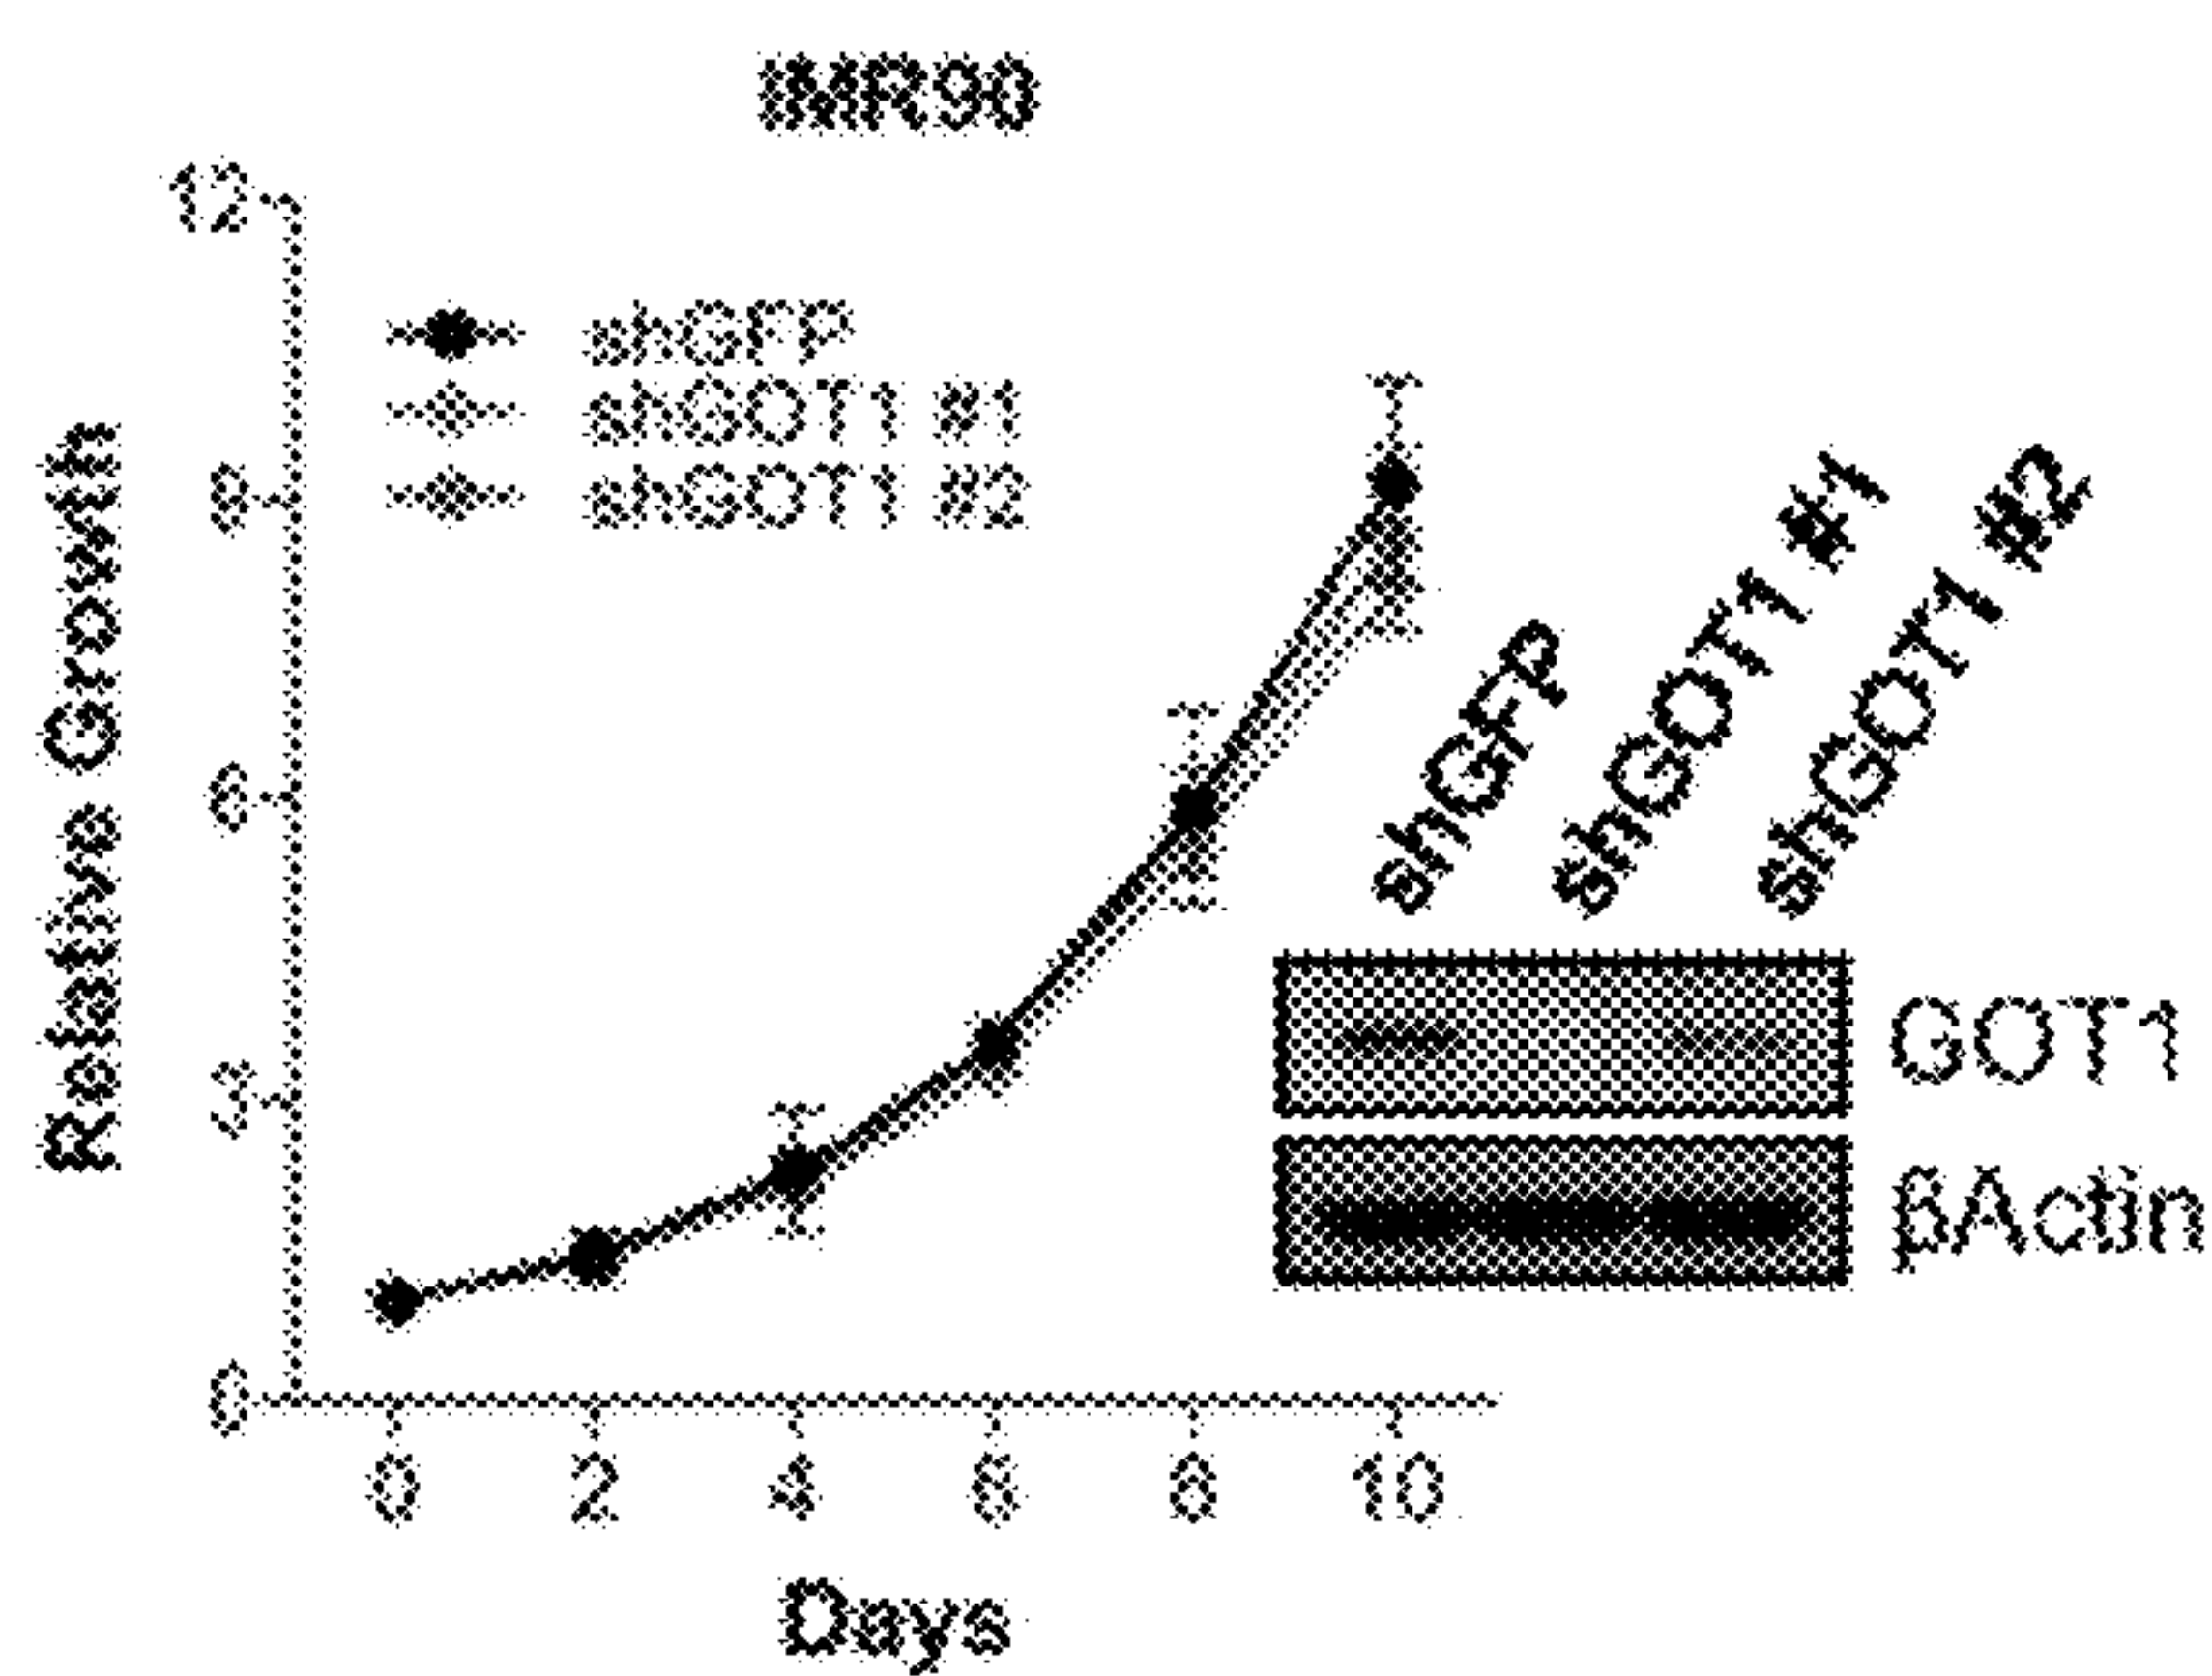 IMR90
12
shGFP
shGOT1 #1
shGOT1 #2
9
Relative Growth
6
3
0
0 2 4 6 8 10
Days
shGFP
shGOT1 #1
shGOT1 #2
GOT1
βActin